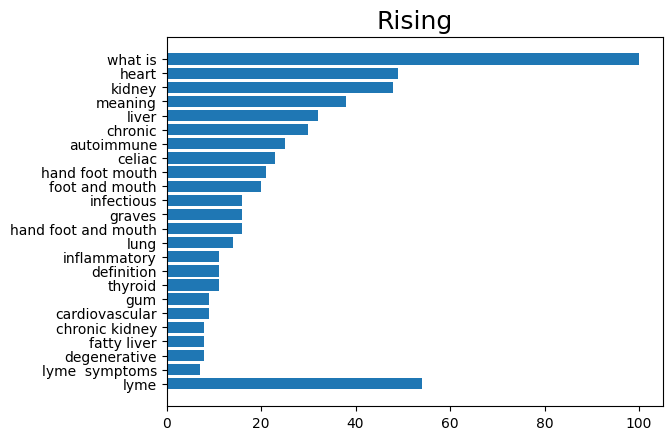 Rising
what is
heart
kidney
meaning
liver
chronic
autoimmune
celiac
hand foot mouth
foot and mouth
infectious
graves
hand foot and mouth
lung
inflammatory
definition
thyroid
gum
cardiovascular
chronic kidney
fatty liver
degenerative
lyme  symptoms
lyme
0 20 40 60 80 100